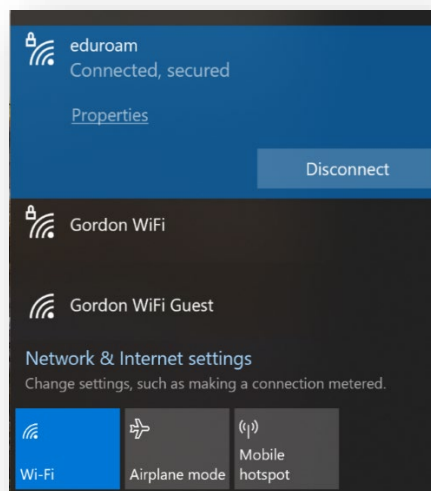 eduroam
Connected, secured
Properties
Disconnect
Gordon WiFi
Gordon WiFi Guest
Network & Internet settings
Change settings, such as making a connection metered.
Wi-Fi
Airplane mode
Mobile
hotspot